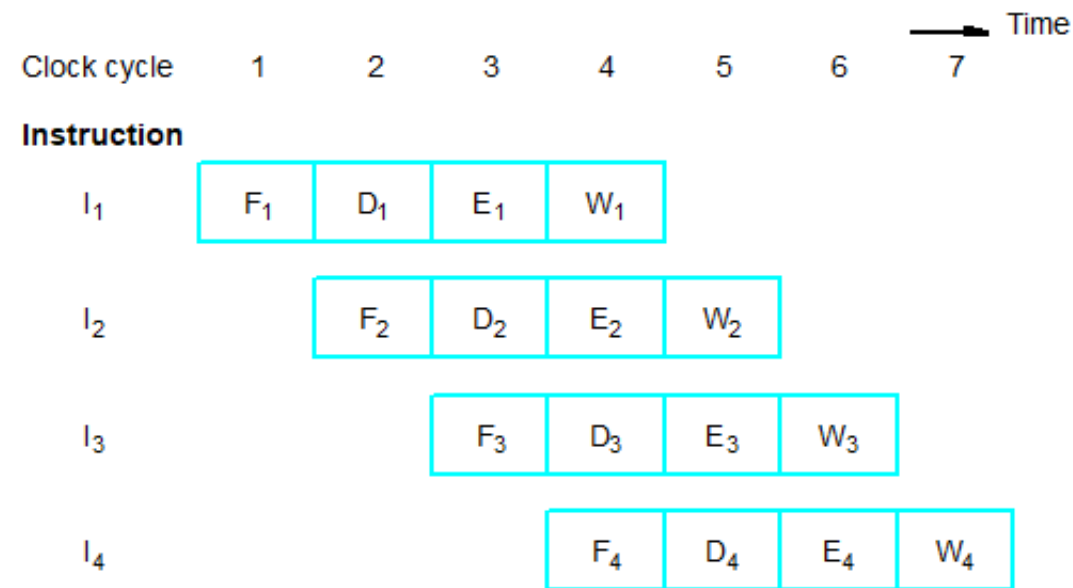 Time
Clock cycle 1 2 3 4 5 6 7
Instruction
I₁ F₁ D₁ E₁ W₁
I₂ F₂ D₂ E₂ W₂
I₃ F₃ D₃ E₃ W₃
I₄ F₄ D₄ E₄ W₄